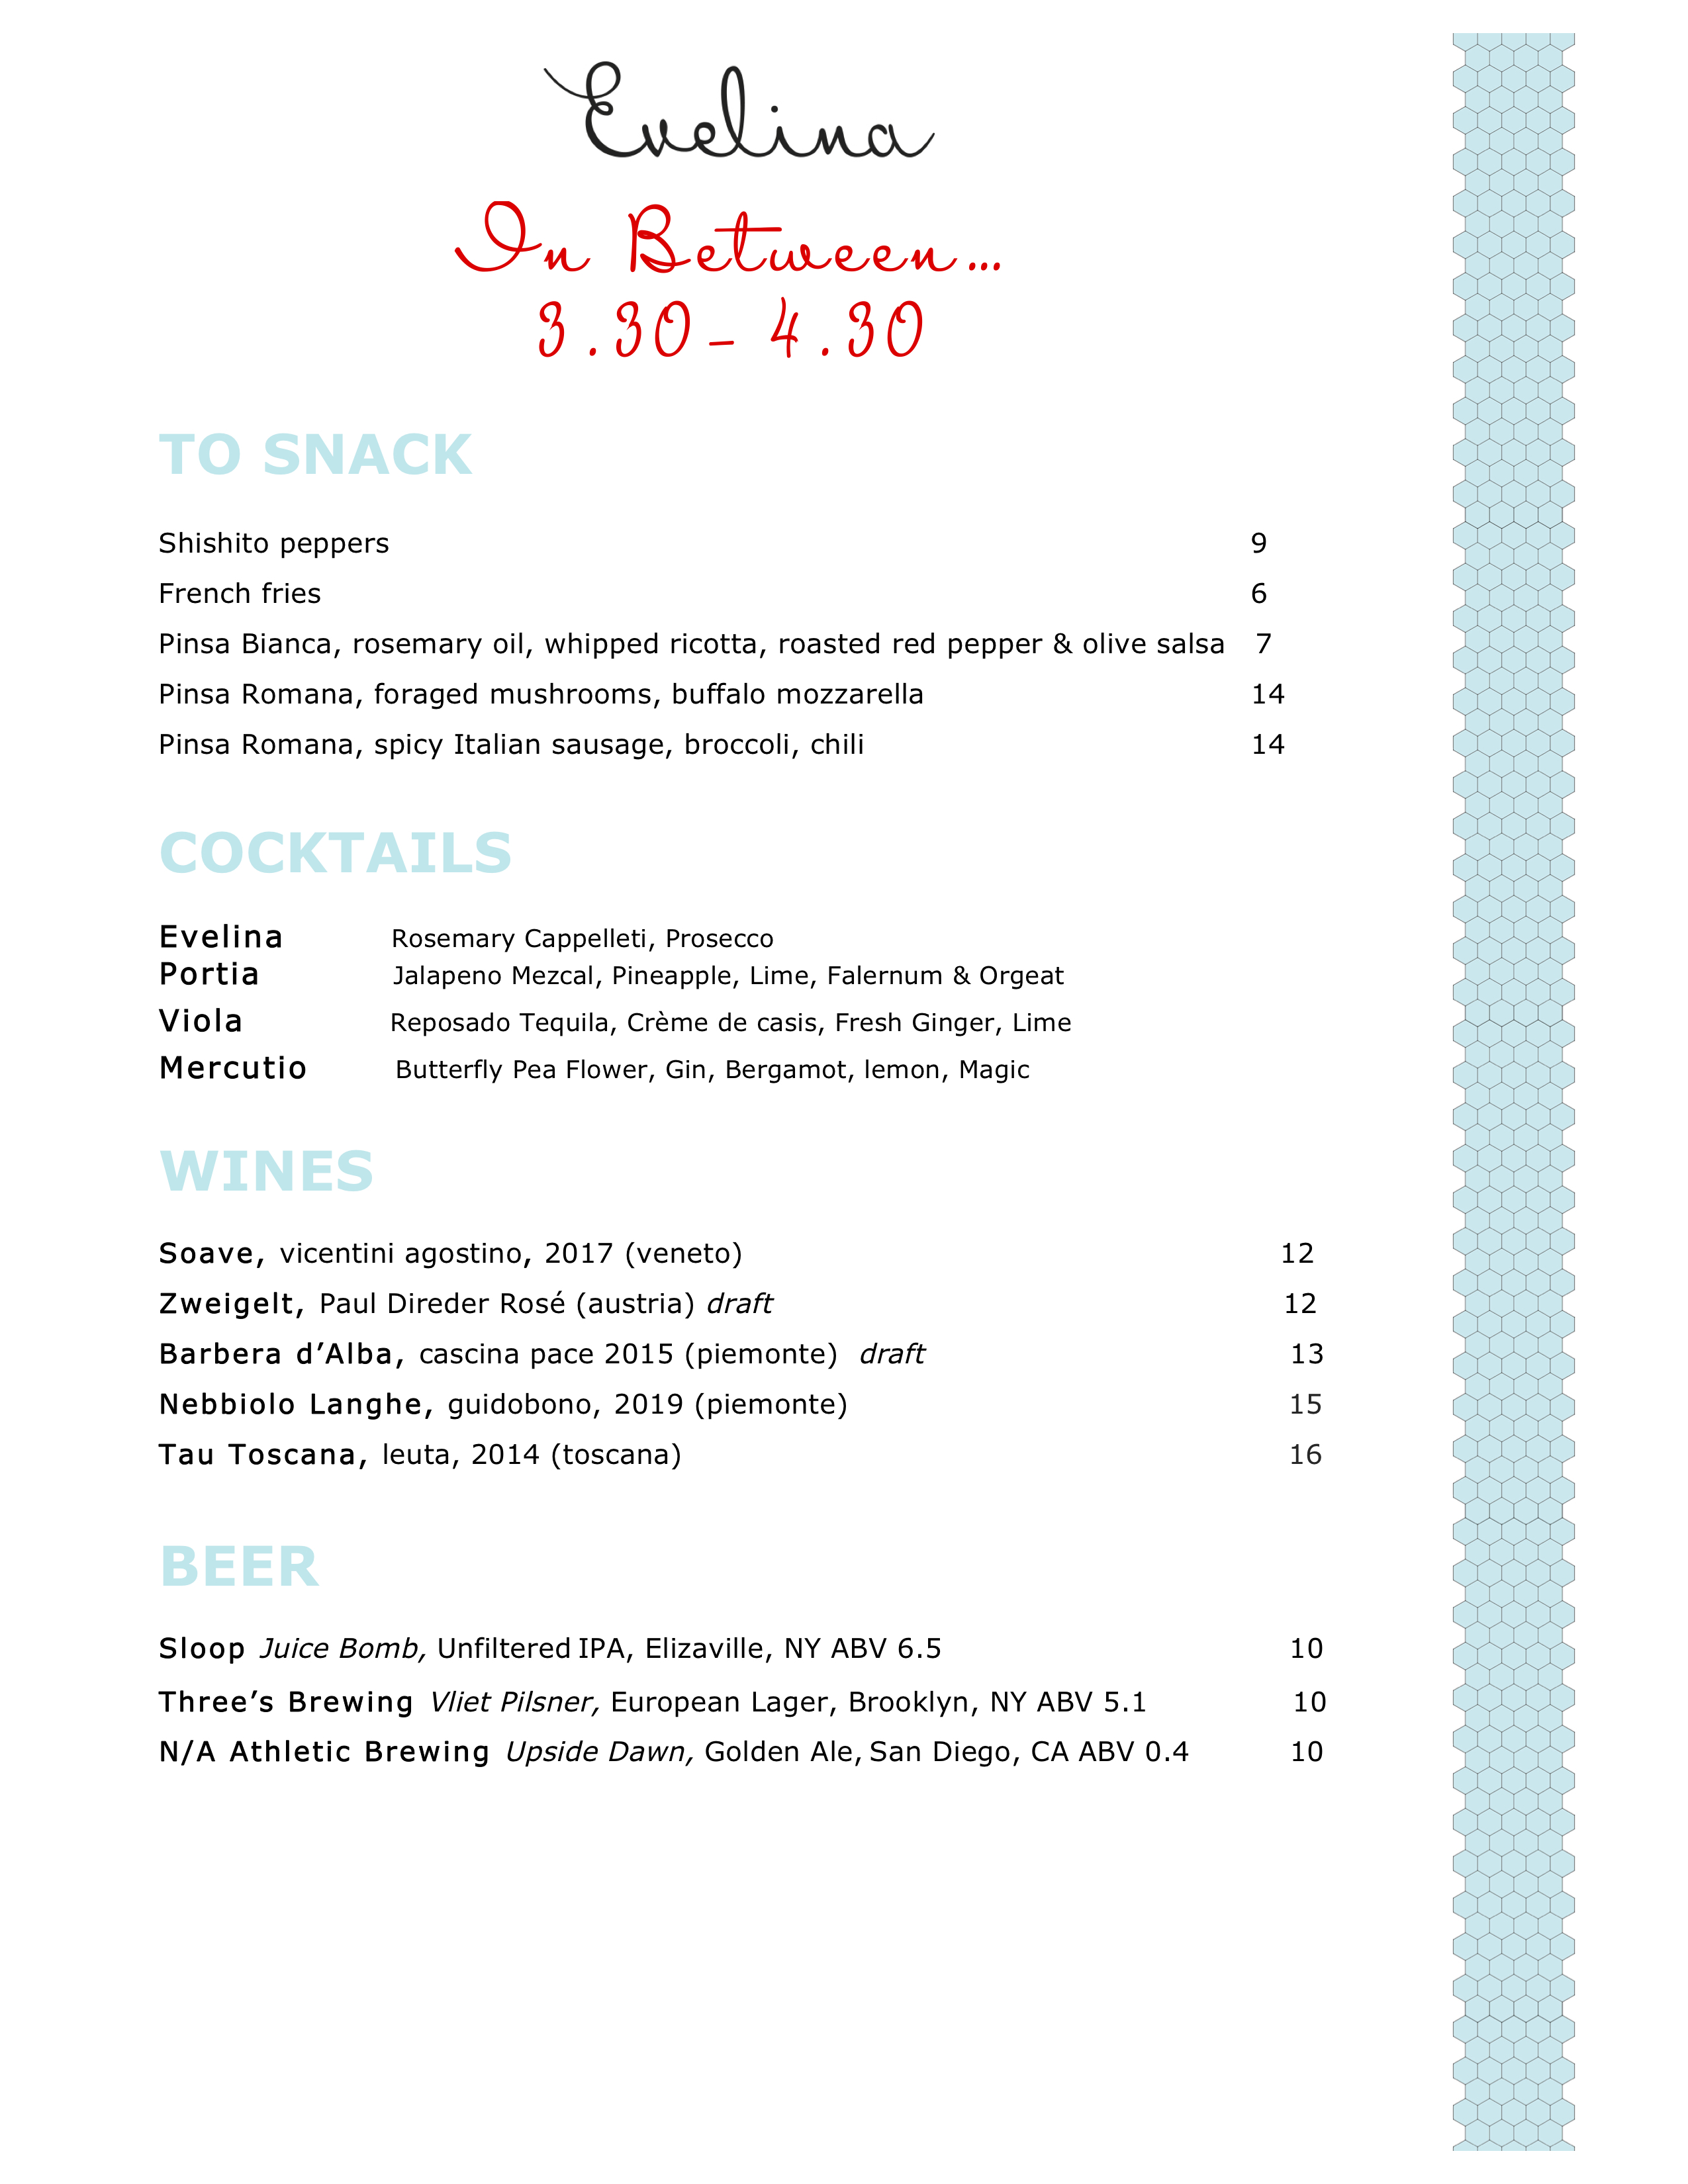 Evelina
In Between...
3.30- 4.30
TO SNACK
Shishito peppers 9
French fries 6
Pinsa Bianca, rosemary oil, whipped ricotta, roasted red pepper & olive salsa 7
Pinsa Romana, foraged mushrooms, buffalo mozzarella 14
Pinsa Romana, spicy Italian sausage, broccoli, chili 14
COCKTAILS
Evelina Rosemary Cappelleti, Prosecco
Portia Jalapeno Mezcal, Pineapple, Lime, Falernum & Orgeat
Viola Reposado Tequila, Crème de casis, Fresh Ginger, Lime
Mercutio Butterfly Pea Flower, Gin, Bergamot, lemon, Magic
WINES
Soave, vicentini agostino, 2017 (veneto) 12
Zweigelt, Paul Direder Rosé (austria) draft 12
Barbera d’Alba, cascina pace 2015 (piemonte) draft 13
Nebbiolo Langhe, guidobono, 2019 (piemonte) 15
Tau Toscana, leuta, 2014 (toscana) 16
BEER
Sloop Juice Bomb, Unfiltered IPA, Elizaville, NY ABV 6.5 10
Three’s Brewing Vliet Pilsner, European Lager, Brooklyn, NY ABV 5.1 10
N/A Athletic Brewing Upside Dawn, Golden Ale, San Diego, CA ABV 0.4 10